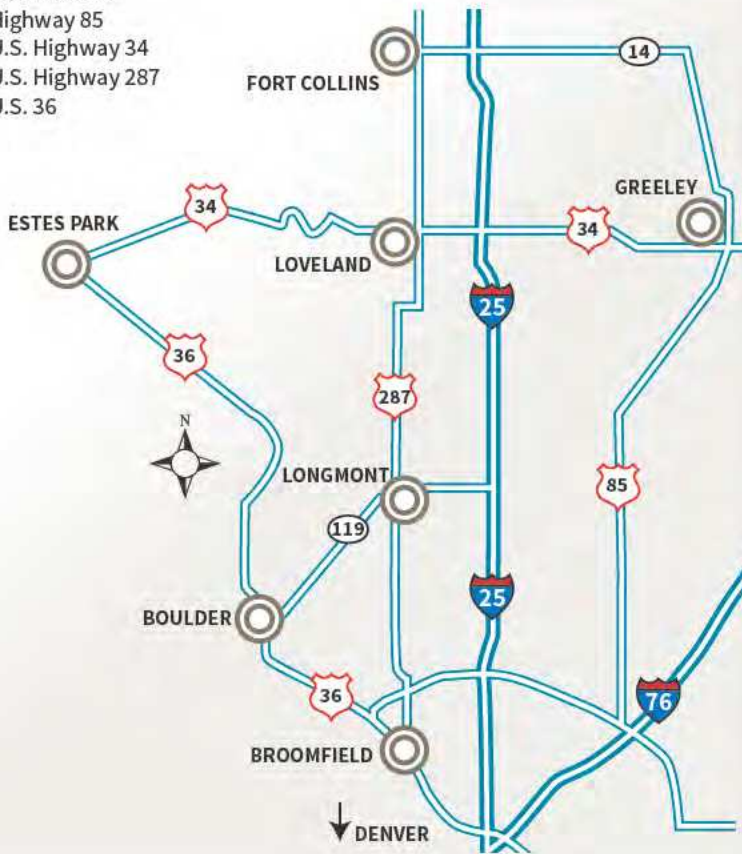 Highway 85
U.S. Highway 34
U.S. Highway 287
U.S. 36
FORT COLLINS
14
GREELEY
34
ESTES PARK
34
LOVELAND
25
36
287
N
LONGMONT
85
119
25
BOULDER
36
76
BROOMFIELD
DENVER